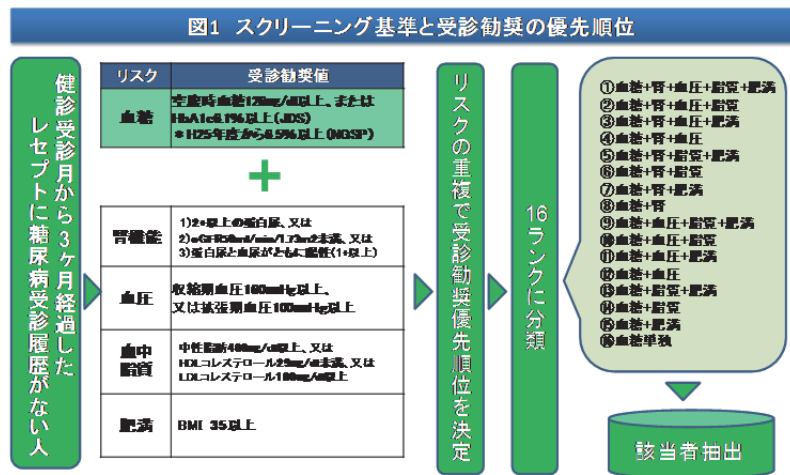 図1 スクリーニング基準と受診勧奨の優先順位
健診受診月から3ヶ月経過した
レセプトに糖尿病受診履歴がない人
リスク 受診勧奨値
血糖
空腹時血糖126mg/dl以上、または
HbA1c6.1%以上(JDS)
*H25年度から6.5%以上(NGSP)
+
腎機能
1)2+以上の蛋白尿、又は
2)eGFR50ml/min/1.73m2未満、又は
3)蛋白尿と血尿がともに陽性(1+以上)
血圧
収縮期血圧160mmHg以上、
又は拡張期血圧100mmHg以上
血中
脂質
中性脂肪400mg/dl以上、又は
HDLコレステロール 未満、又は
LDLコレステロール 以上
肥満
BMI 35以上
リスクの重複で受診勧奨優先順位を決定
16ランクに分類
①血糖+腎+血圧+脂質+肥満
②血糖+腎+血圧+脂質
③血糖+腎+血圧+肥満
④血糖+腎+血圧
⑤血糖+腎+脂質+肥満
⑥血糖+腎+脂質
⑦血糖+腎+肥満
⑧血糖+腎
⑨血糖+血圧+脂質+肥満
⑩血糖+血圧+脂質
⑪血糖+血圧+肥満
⑫血糖+血圧
⑬血糖+脂質+肥満
⑭血糖+脂質
⑮血糖+肥満
⑯血糖単独
該当者抽出